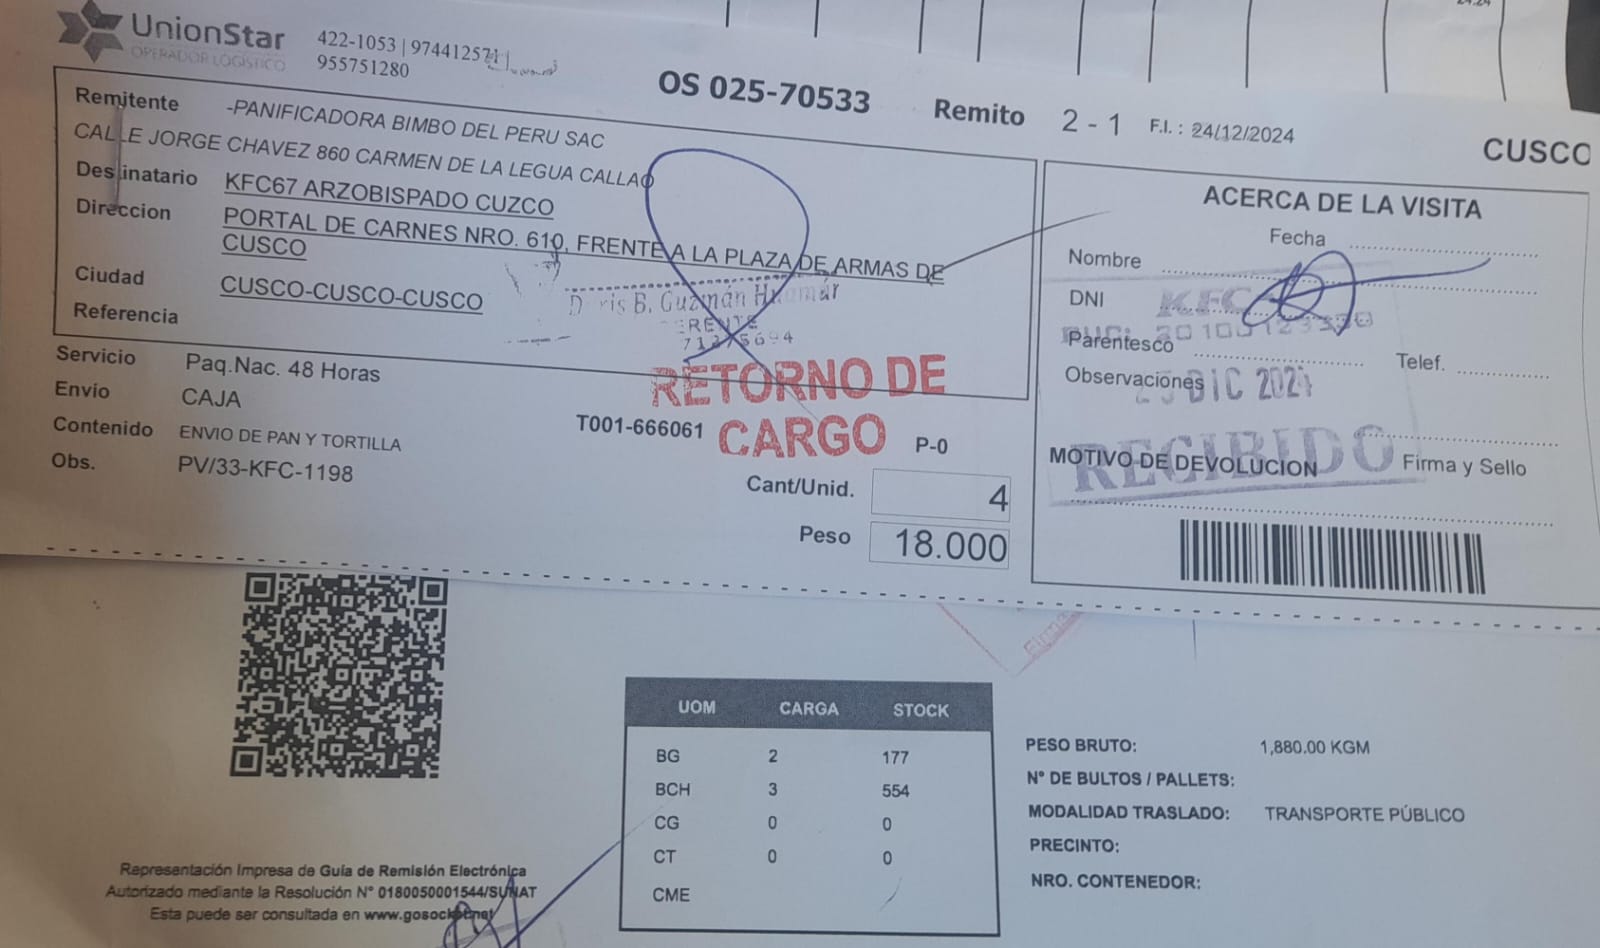 UnionStar
OPERADOR LOGÍSTICO
422-1053 | 974412571
955751280
OS 025-70533
Remito 2 - 1
F.I. : 24/12/2024
CUSCO
Remitente -PANIFICADORA BIMBO DEL PERU SAC
CALLE JORGE CHAVEZ 860 CARMEN DE LA LEGUA CALLAO
Destinatario KFC67 ARZOBISPADO CUZCO
Direccion PORTAL DE CARNES NRO. 610, FRENTE A LA PLAZA DE ARMAS DE
CUSCO
Ciudad CUSCO-CUSCO-CUSCO
Referencia
B. Guzmán Huamár
Servicio Paq.Nac. 48 Horas
Envio CAJA
Contenido ENVIO DE PAN Y TORTILLA
Obs. PV/33-KFC-1198
RETORNO DE
CARGO
T001-666061
P-0
Cant/Unid. 4
Peso 18.000
ACERCA DE LA VISITA
Fecha
Nombre
DNI
KFC
Parentesco
Telef.
Observaciones
DIC 2024
RECIBIDO
MOTIVO DE DEVOLUCION
Firma y Sello
UOM CARGA STOCK
BG 2 177
BCH 3 554
CG 0 0
CT 0 0
CME
PESO BRUTO: 1,880.00 KGM
N° DE BULTOS / PALLETS:
MODALIDAD TRASLADO: TRANSPORTE PÚBLICO
PRECINTO:
NRO. CONTENEDOR:
Representación Impresa de Guía de Remisión Electrónica
Autorizado mediante la Resolución N° 0180050001544/SUNAT
Esta puede ser consultada en